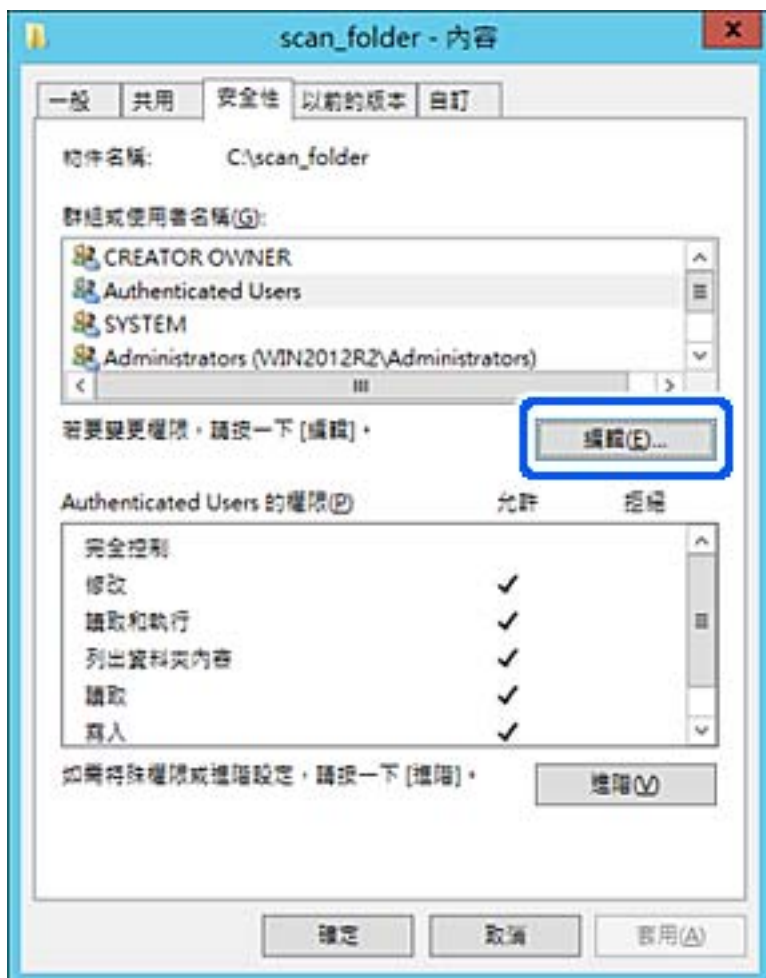 scan_folder - 內容
一般 共用 安全性 以前的版本 自訂
物件名稱: C:\scan_folder
群組或使用者名稱(G):
CREATOR OWNER
Authenticated Users
SYSTEM
Administrators (WIN2012R2\Administrators)
若要變更權限，請按一下 [編輯]。 編輯(E)...
Authenticated Users 的權限(P) 允許 拒絕
完全控制
修改
讀取和執行
列出資料夾內容
讀取
寫入
如需特殊權限或進階設定，請按一下 [進階]。 進階(V)
確定 取消 套用(A)